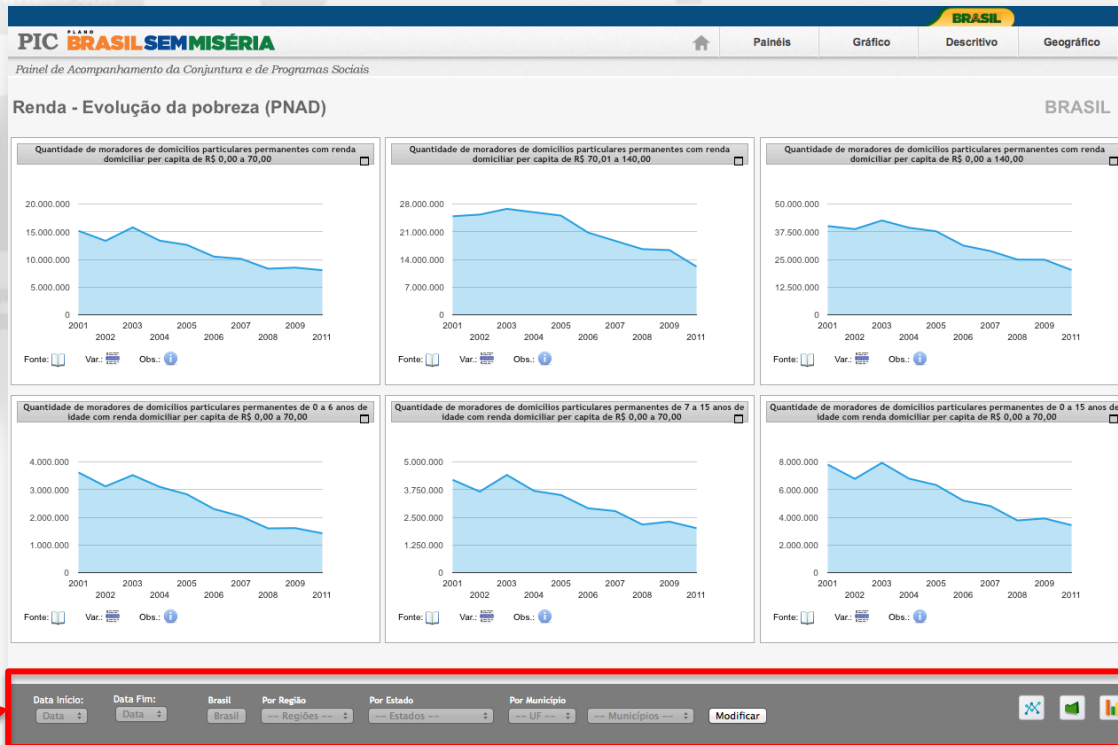 BRASIL
PIC PLANO BRASIL SEM MISÉRIA
Painéis Gráfico Descritivo Geográfico
Painel de Acompanhamento da Conjuntura e de Programas Sociais
Renda - Evolução da pobreza (PNAD)
BRASIL
Quantidade de moradores de domicílios particulares permanentes com renda
domiciliar per capita de R$ 0,00 a 70,00
20.000.000
15.000.000
10.000.000
5.000.000
0
2001 2003 2005 2007 2009
2002 2004 2006 2008 2011
Fonte: Var.: Obs.:
Quantidade de moradores de domicílios particulares permanentes com renda
domiciliar per capita de R$ 70,01 a 140,00
28.000.000
21.000.000
14.000.000
7.000.000
0
2001 2003 2005 2007 2009
2002 2004 2006 2008 2011
Fonte: Var.: Obs.:
Quantidade de moradores de domicílios particulares permanentes com renda
domiciliar per capita de R$ 0,00 a 140,00
50.000.000
37.500.000
25.000.000
12.500.000
0
2001 2003 2005 2007 2009
2002 2004 2006 2008 2011
Fonte: Var.: Obs.:
Quantidade de moradores de domicílios particulares permanentes de 0 a 6 anos de
idade com renda domiciliar per capita de R$ 0,00 a 70,00
4.000.000
3.000.000
2.000.000
1.000.000
0
2001 2003 2005 2007 2009
2002 2004 2006 2008 2011
Fonte: Var.: Obs.:
Quantidade de moradores de domicílios particulares permanentes de 7 a 15 anos de
idade com renda domiciliar per capita de R$ 0,00 a 70,00
5.000.000
3.750.000
2.500.000
1.250.000
0
2001 2003 2005 2007 2009
2002 2004 2006 2008 2011
Fonte: Var.: Obs.:
Quantidade de moradores de domicílios particulares permanentes de 0 a 15 anos de
idade com renda domiciliar per capita de R$ 0,00 a 70,00
8.000.000
6.000.000
4.000.000
2.000.000
0
2001 2003 2005 2007 2009
2002 2004 2006 2008 2011
Fonte: Var.: Obs.:
Data Início: Data Fim: Brasil Por Região Por Estado Por Município
Data Data Brasil -- Regiões -- -- Estados -- -- UF -- -- Municípios -- Modificar